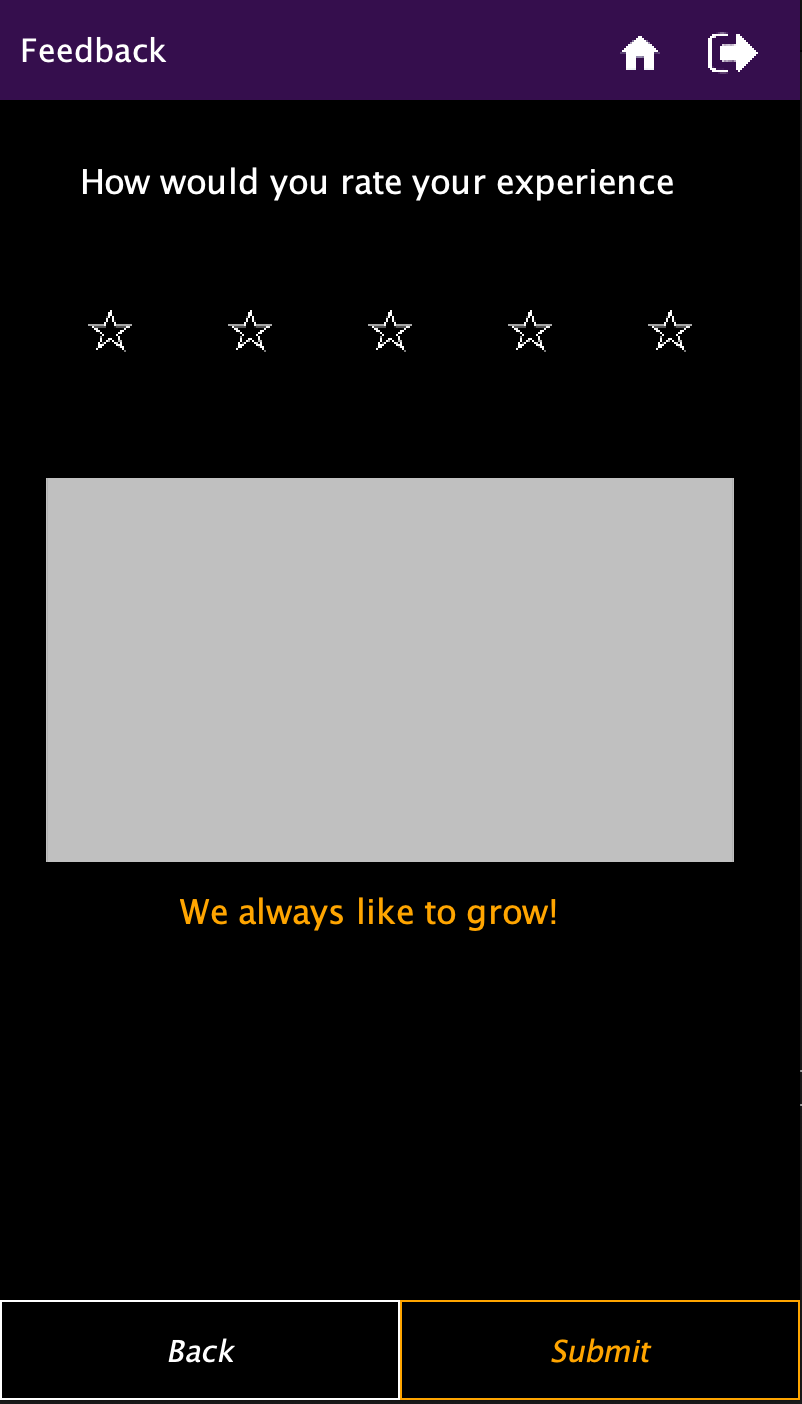 Feedback
How would you rate your experience
We always like to grow!
Back
Submit